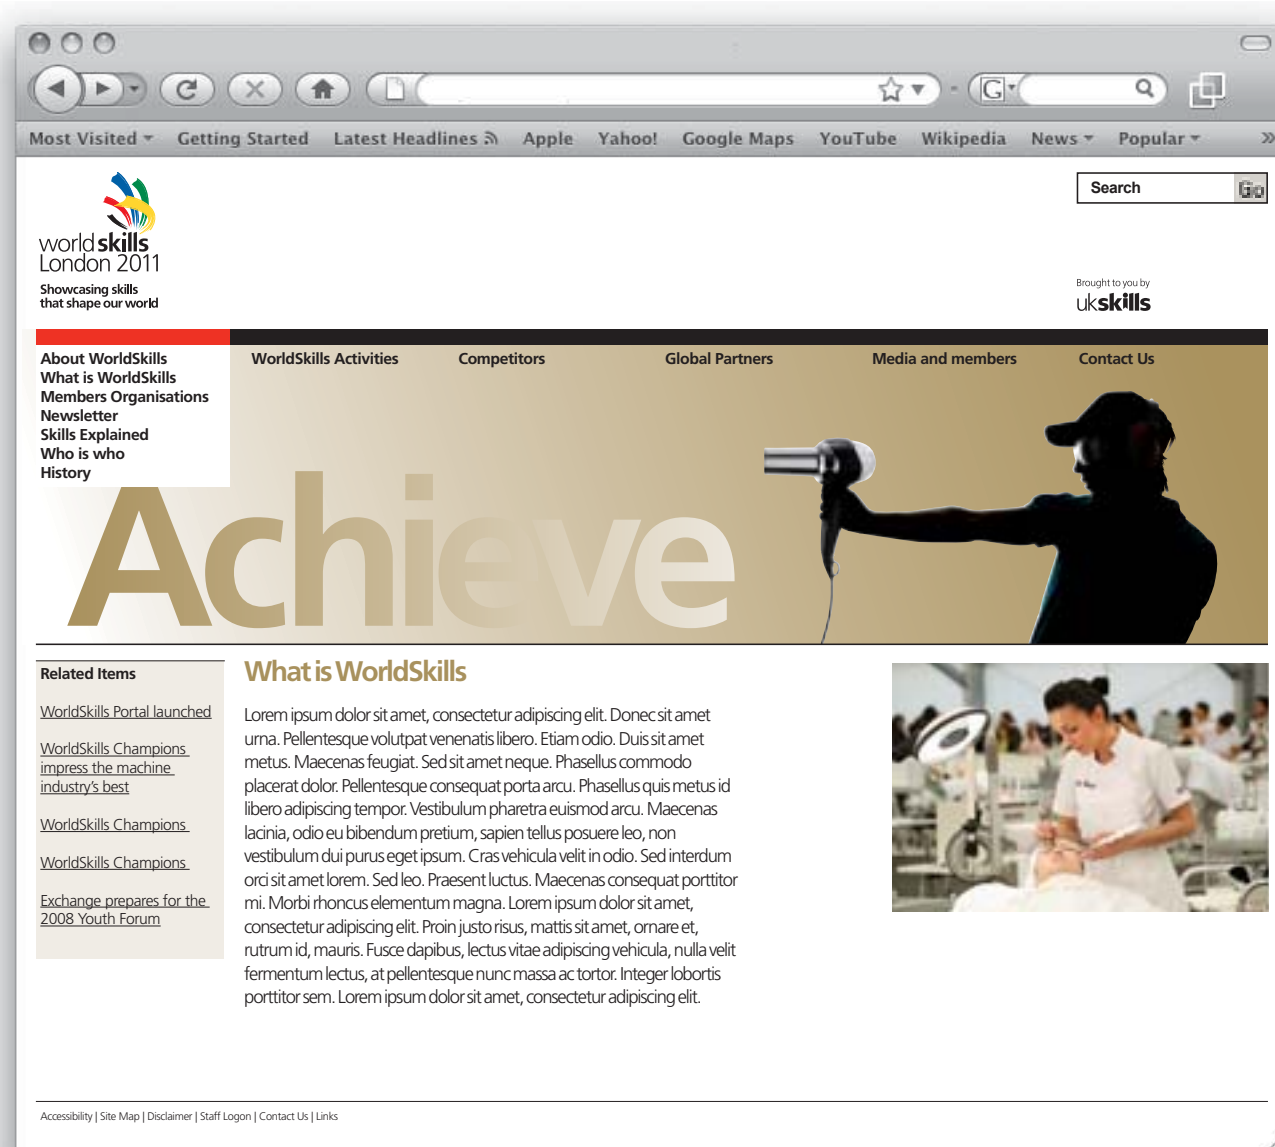 Most Visited
Getting Started
Latest Headlines
Apple
Yahoo!
Google Maps
YouTube
Wikipedia
News
Popular
G
world skills
London 2011
Showcasing skills
that shape our world
Search
Go
Brought to you by
ukskills
About WorldSkills
What is WorldSkills
Members Organisations
Newsletter
Skills Explained
Who is who
History
WorldSkills Activities
Competitors
Global Partners
Media and members
Contact Us
Achieve
Related Items
WorldSkills Portal launched
WorldSkills Champions
impress the machine
industry's best
WorldSkills Champions
WorldSkills Champions
Exchange prepares for the
2008 Youth Forum
What is WorldSkills
Lorem ipsum dolor sit amet, consectetur adipiscing elit. Donec sit amet
urna. Pellentesque volutpat venenatis libero. Etiam odio. Duis sit amet
metus. Maecenas feugiat. Sed sit amet neque. Phasellus commodo
placerat dolor. Pellentesque consequat porta arcu. Phasellus quis metus id
libero adipiscing tempor. Vestibulum pharetra euismod arcu. Maecenas
lacinia, odio eu bibendum pretium, sapien tellus posuere leo, non
vestibulum dui purus eget ipsum. Cras vehicula velit in odio. Sed interdum
orci sit amet lorem. Sed leo. Praesent luctus. Maecenas consequat porttitor
mi. Morbi rhoncus elementum magna. Lorem ipsum dolor sit amet,
consectetur adipiscing elit. Proin justo risus, mattis sit amet, ornare et,
rutrum id, mauris. Fusce dapibus, lectus vitae adipiscing vehicula, nulla velit
fermentum lectus, at pellentesque nunc massa ac tortor. Integer lobortis
porttitor sem. Lorem ipsum dolor sit amet, consectetur adipiscing elit.
Accessibility | Site Map | Disclaimer | Staff Logon | Contact Us | Links